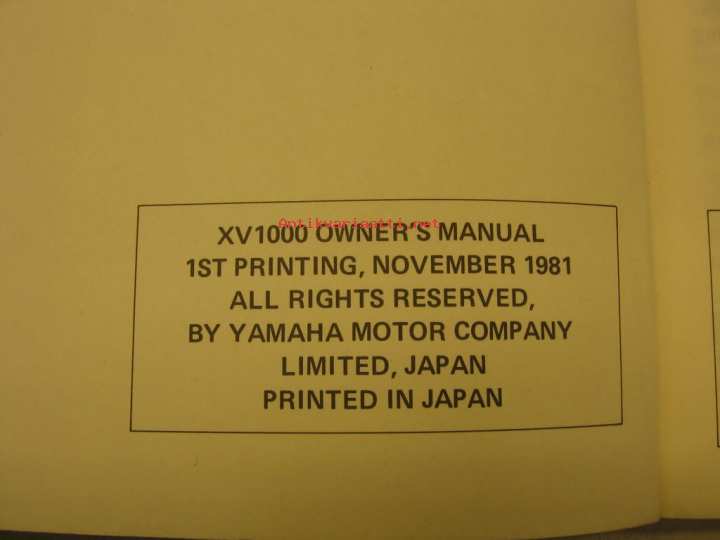 Antikvariaatti.net
XV1000 OWNER'S MANUAL
1ST PRINTING, NOVEMBER 1981
ALL RIGHTS RESERVED,
BY YAMAHA MOTOR COMPANY
LIMITED, JAPAN
PRINTED IN JAPAN